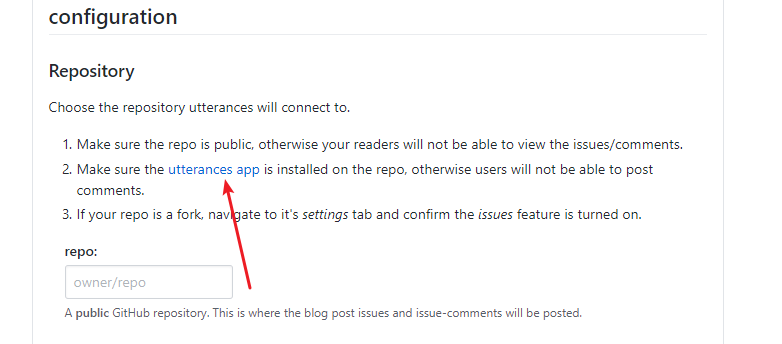 configuration
Repository
Choose the repository utterances will connect to.
1. Make sure the repo is public, otherwise your readers will not be able to view the issues/comments.
2. Make sure the utterances app is installed on the repo, otherwise users will not be able to post
comments.
3. If your repo is a fork, navigate to it's settings tab and confirm the issues feature is turned on.
repo:
owner/repo
A public GitHub repository. This is where the blog post issues and issue-comments will be posted.